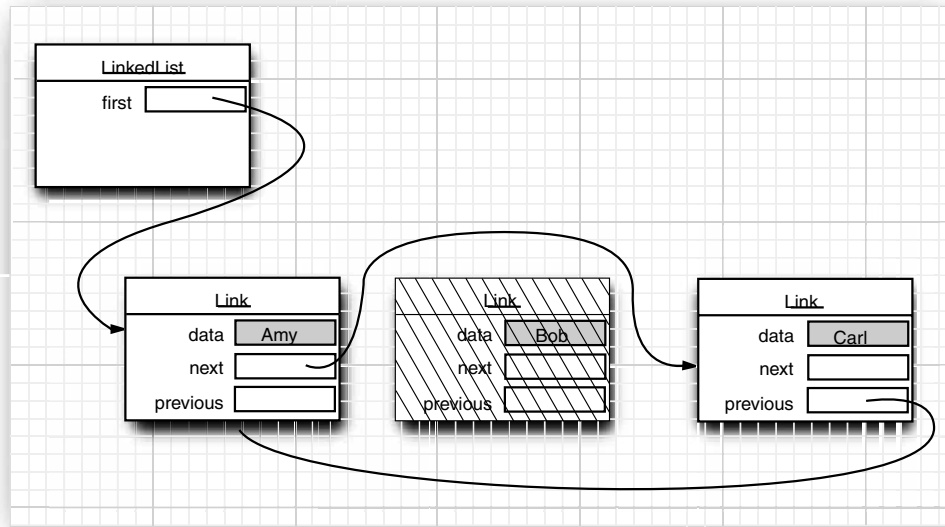 LinkedList
first
Link
data Amy
next
previous
Link
data Bob
next
previous
Link
data Carl
next
previous